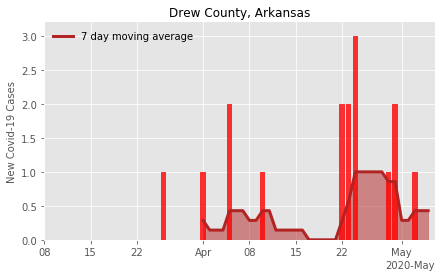 Drew County, Arkansas
7 day moving average
New Covid-19 Cases
3.0
2.5
2.0
1.5
1.0
0.5
0.0
08 15 22 Apr 08 15 22 May
2020-May